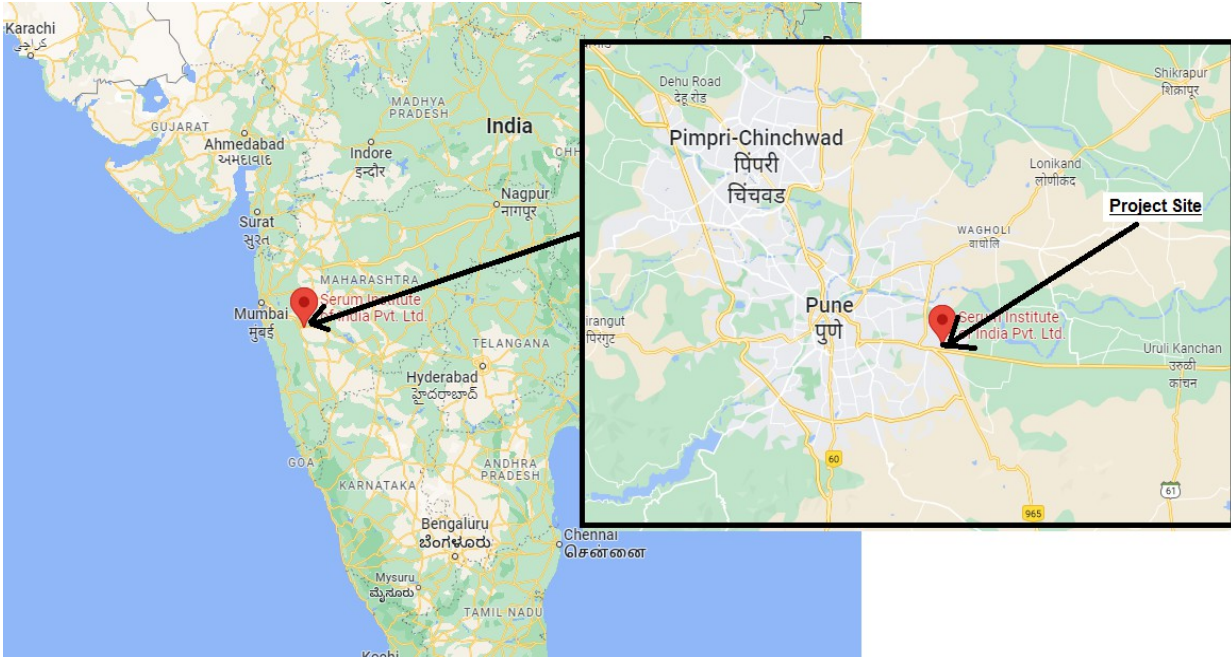 Karachi
کراچی
GUJARAT
Ahmedabad
અમદાવાદ
MADHYA
PRADESH
India
Indore
इन्दौर
Nagpur
नागपूर
Surat
સુરત
MAHARASHTRA
Mumbai
मुंबई
Serum Institute
of India Pvt. Ltd.
TELANGANA
Hyderabad
హైదరాబాద్
GOA
KARNATAKA
ANDHRA
PRADESH
Bengaluru
ಬೆಂಗಳೂರು
Chennai
சென்னை
Mysuru
ಮೈಸೂರು
TAMIL NADU
Dehu Road
देहू रोड
Shikrapur
शिक्रापूर
Pimpri-Chinchwad
पिंपरी
चिंचवड
Lonikand
लोणीकंद
Project Site
WAGHOLI
वाघोलि
Pune
पुणे
Serum Institute
of India Pvt. Ltd.
पिरंगुट
Uruli Kanchan
उरुळी
कांचन
60
61
965